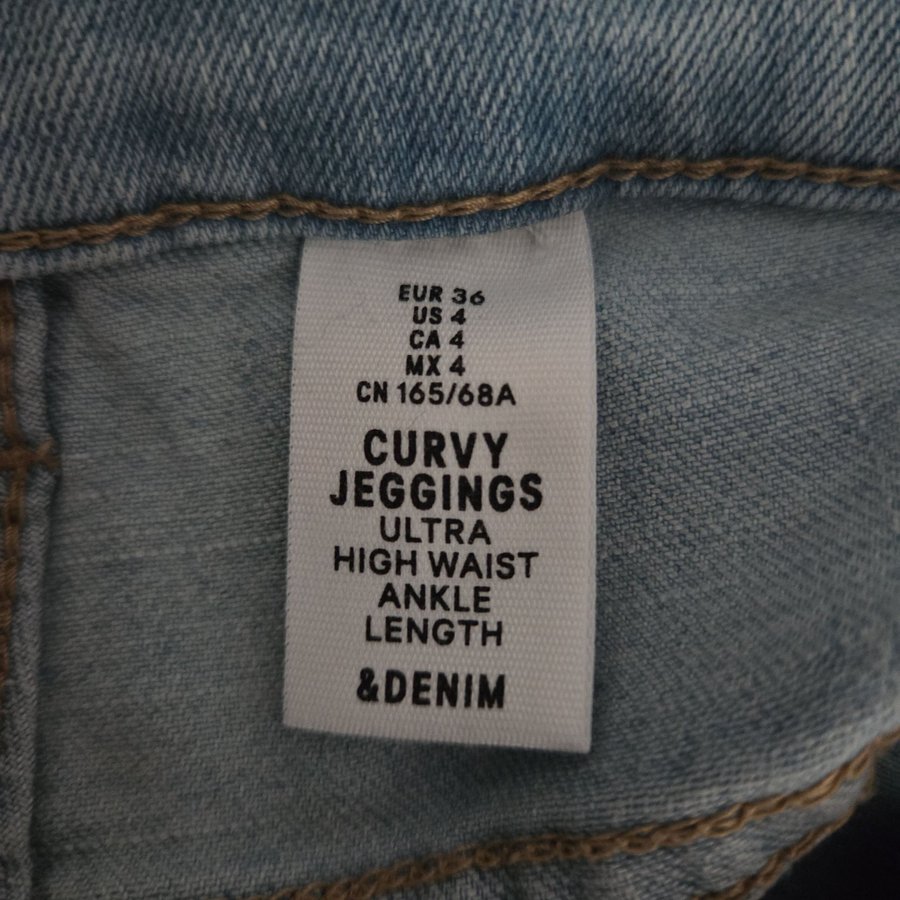 EUR 36
US 4
CA 4
MX 4
CN 165/68A
CURVY
JEGGINGS
ULTRA
HIGH WAIST
ANKLE
LENGTH
&DENIM